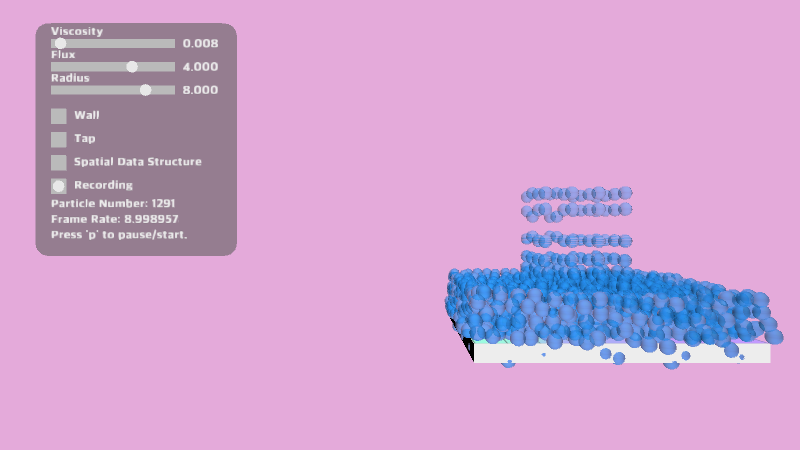 Viscosity
0.008
Flux
4.000
Radius
8.000
Wall
Tap
Spatial Data Structure
Recording
Particle Number: 1291
Frame Rate: 8.998957
Press 'p' to pause/start.